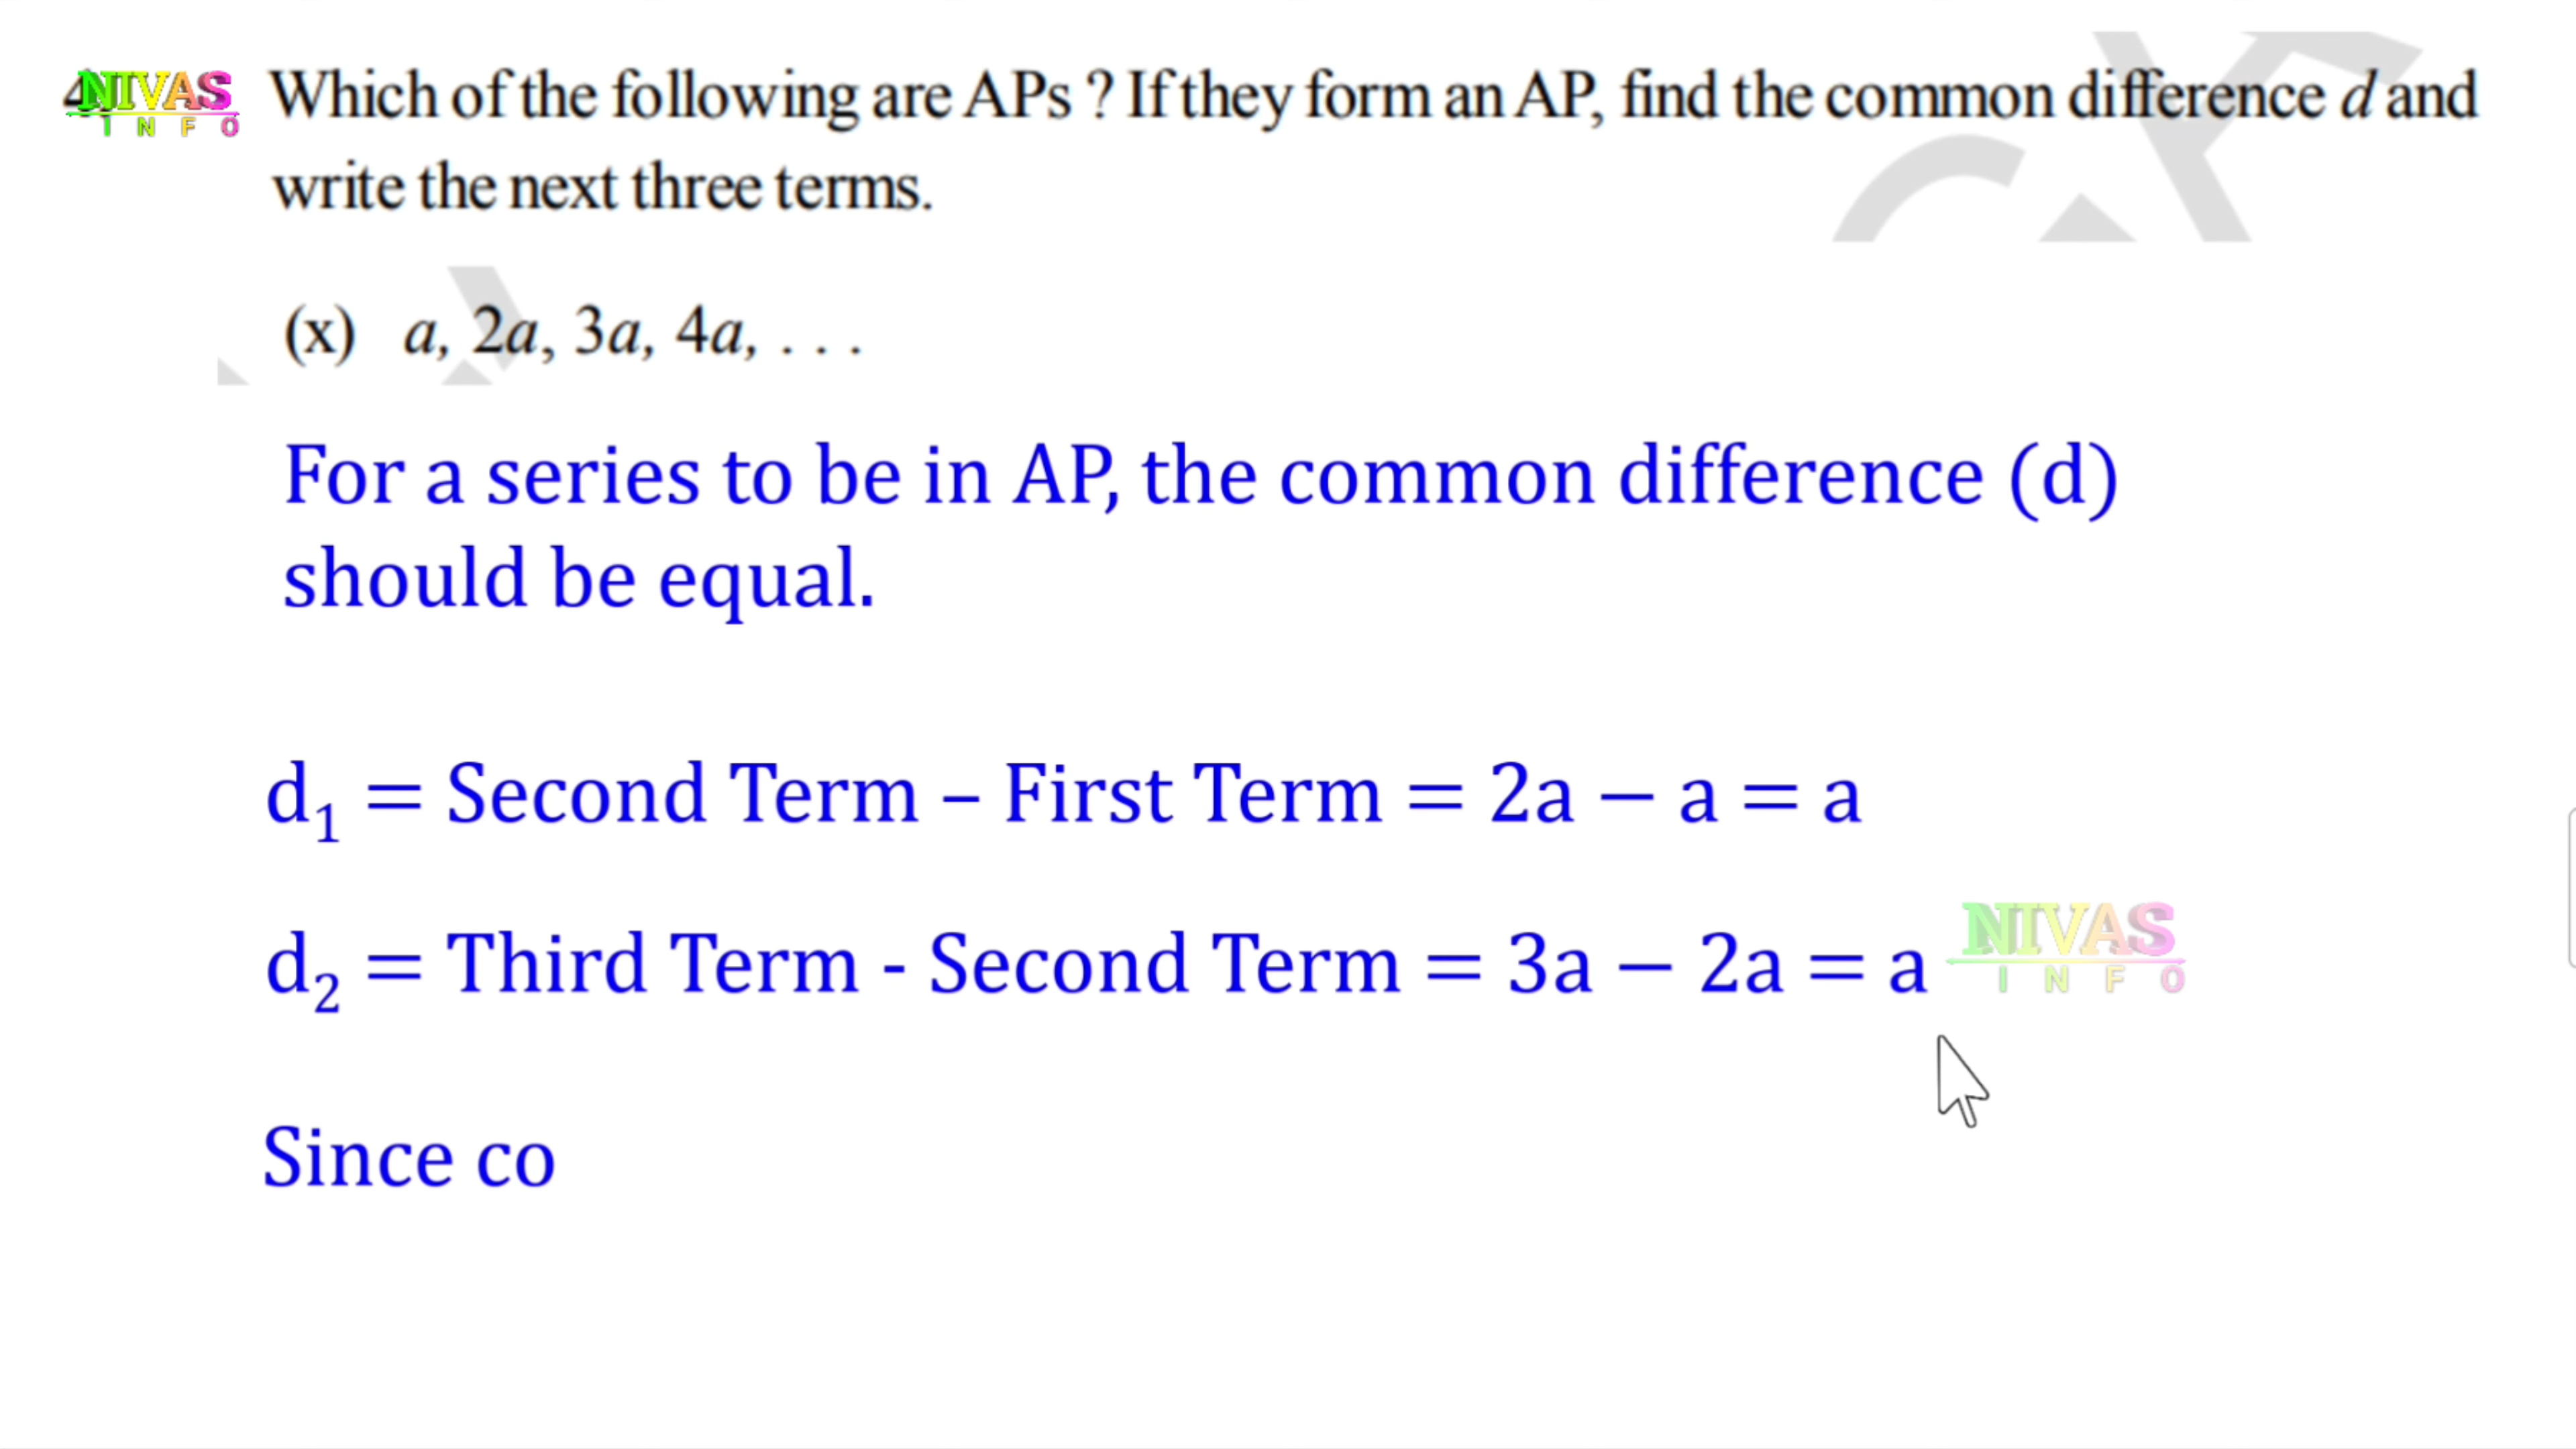 4. NIVAS Which of the following are APs ? If they form an AP, find the common difference d and
INFO
write the next three terms.
(x) a, 2a, 3a, 4a, . . .
For a series to be in AP, the common difference (d)
should be equal.
d₁ = Second Term – First Term = 2a − a = a
d₂ = Third Term - Second Term = 3a − 2a = a
NIVAS
INFO
Since co